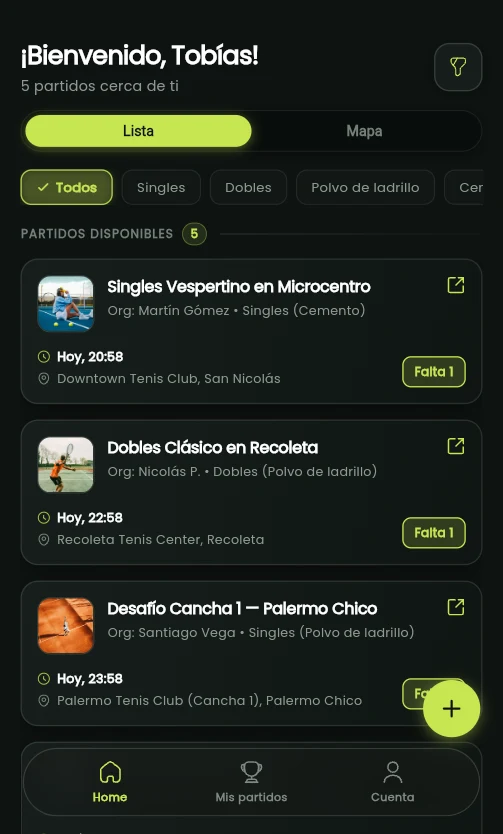 ¡Bienvenido, Tobías!
5 partidos cerca de ti
Lista
Mapa
Todos
Singles
Dobles
Polvo de ladrillo
Cer
PARTIDOS DISPONIBLES 5
Singles Vespertino en Microcentro
Org: Martín Gómez • Singles (Cemento)
Hoy, 20:58
Downtown Tenis Club, San Nicolás
Falta 1
Dobles Clásico en Recoleta
Org: Nicolás P. • Dobles (Polvo de ladrillo)
Hoy, 22:58
Recoleta Tenis Center, Recoleta
Falta 1
Desafío Cancha 1 — Palermo Chico
Org: Santiago Vega • Singles (Polvo de ladrillo)
Hoy, 23:58
Palermo Tenis Club (Cancha 1), Palermo Chico
Home
Mis partidos
Cuenta